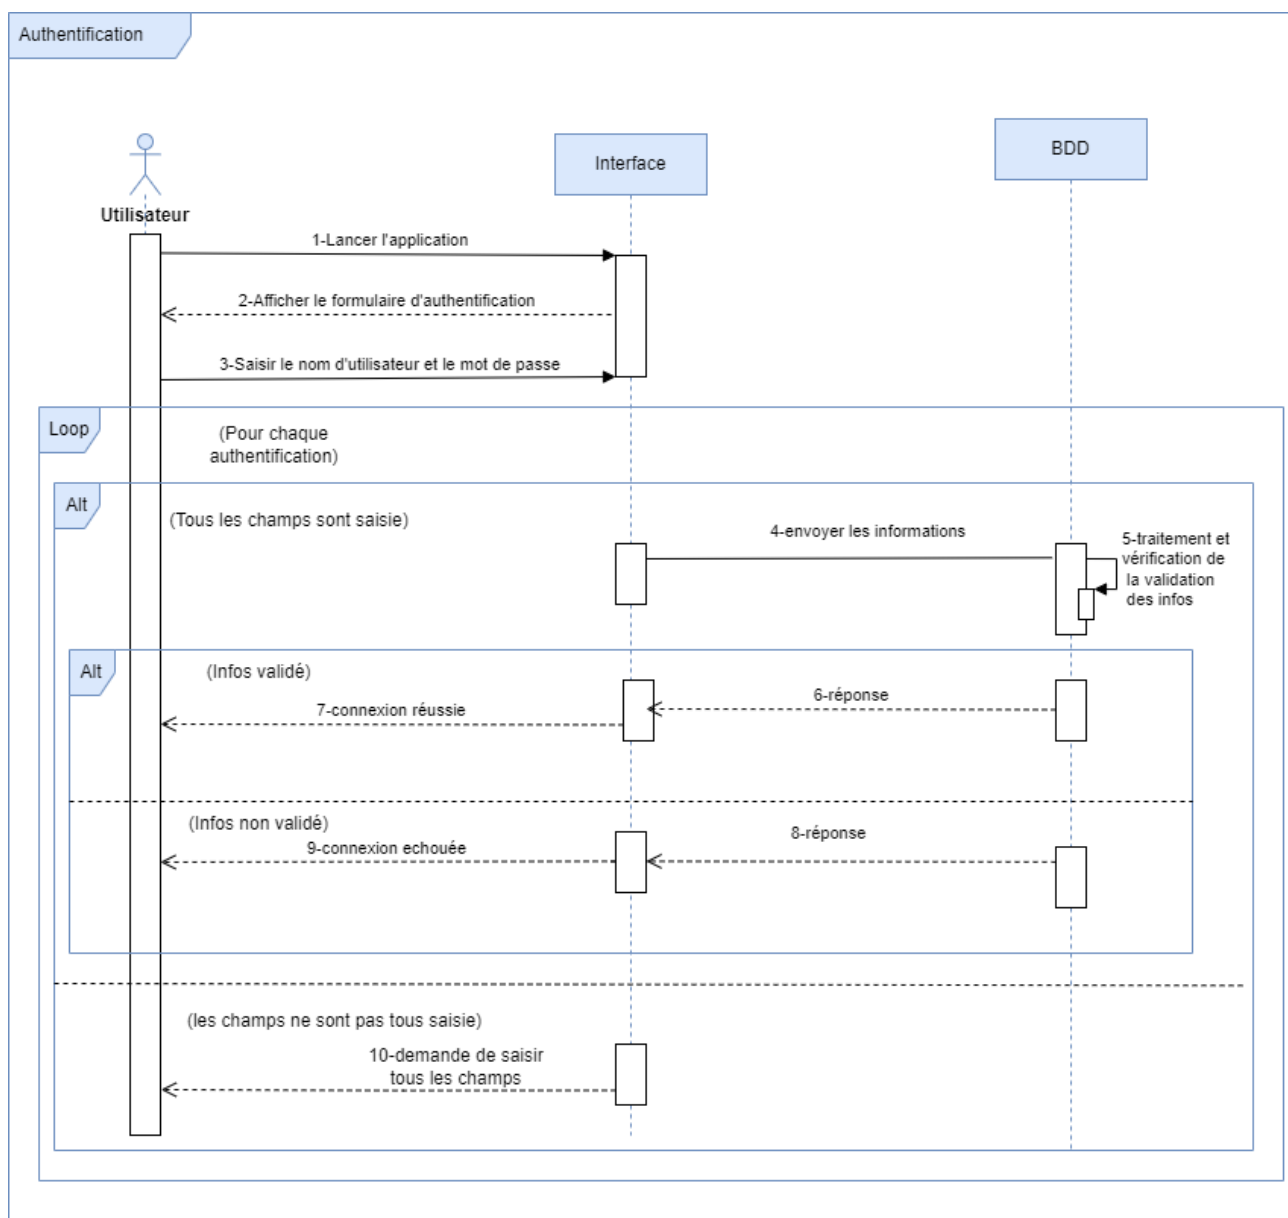 Authentification
BDD
Interface
Utilisateur
1-Lancer l'application
2-Afficher le formulaire d'authentification
3-Saisir le nom d'utilisateur et le mot de passe
Loop
(Pour chaque
authentification)
Alt
(Tous les champs sont saisie)
4-envoyer les informations
5-traitement et
vérification de
la validation
des infos
Alt
(Infos validé)
6-réponse
7-connexion réussie
(Infos non validé)
8-réponse
9-connexion echouée
(les champs ne sont pas tous saisie)
10-demande de saisir
tous les champs